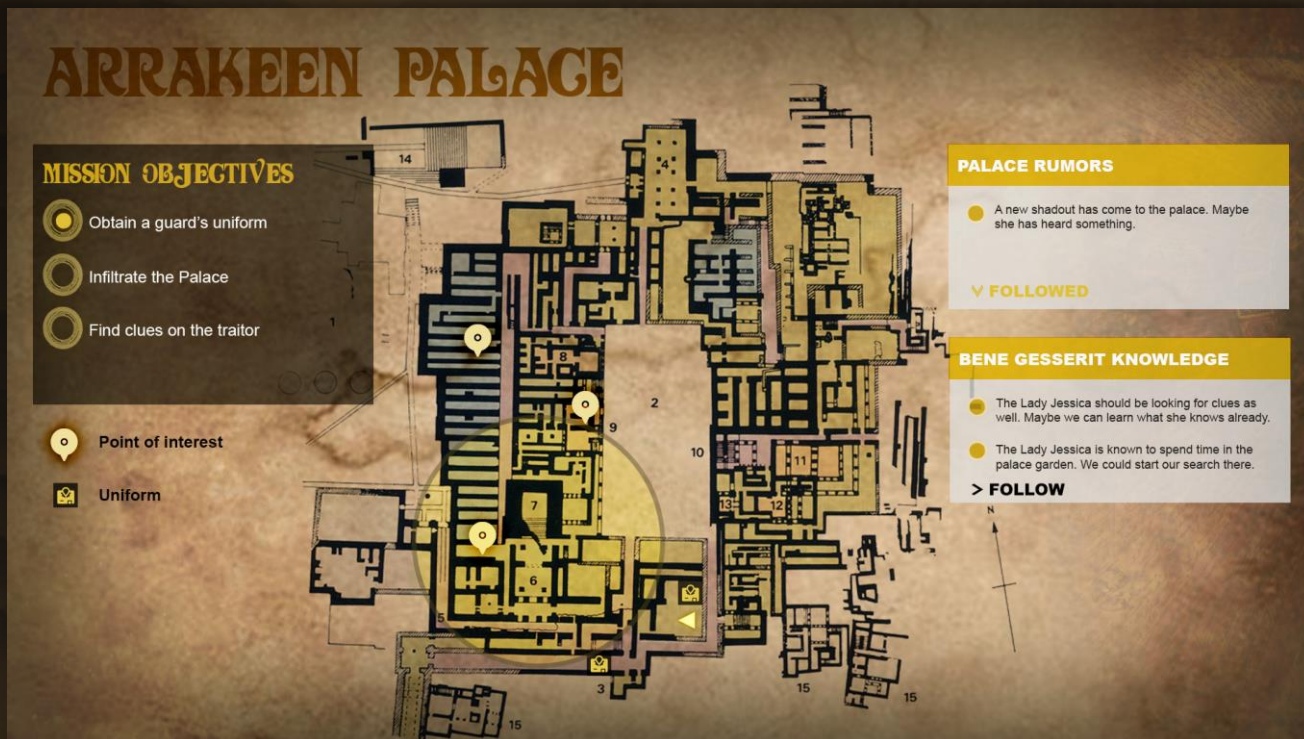 ARRAKEEN PALACE
MISSION OBJECTIVES
Obtain a guard's uniform
Infiltrate the Palace
Find clues on the traitor
Point of interest
Uniform
PALACE RUMORS
A new shadout has come to the palace. Maybe
she has heard something.
FOLLOWED
BENE GESSERIT KNOWLEDGE
The Lady Jessica should be looking for clues as
well. Maybe we can learn what she knows already.
The Lady Jessica is known to spend time in the
palace garden. We could start our search there.
> FOLLOW
14
4
1
8
2
9
10
11
7
13
12
N
6
5
3
15
15
15